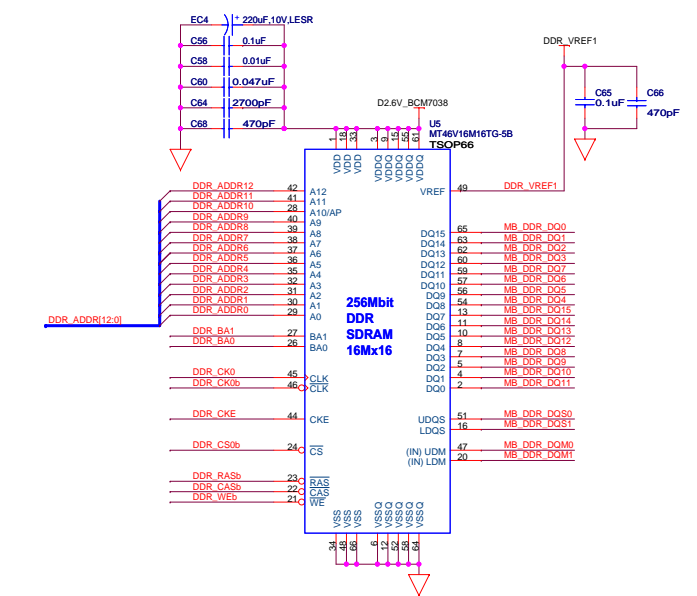 EC4 + 220uF,10V,LESR
C56 0.1uF
C58 0.01uF
C60 0.047uF
C64 2700pF
C68 470pF
DDR_VREF1
C65
0.1uF
C66
470pF
D2.6V_BCM7038
U5
MT46V16M16TG-5B
TSOP66
1 18 33 3 9 15 55 61
VDD VDD VDD VDDQ VDDQ VDDQ VDDQ VDDQ
DDR_ADDR12 42 A12
DDR_ADDR11 41 A11
DDR_ADDR10 28 A10/AP
DDR_ADDR9 40 A9
DDR_ADDR8 39 A8
DDR_ADDR7 38 A7
DDR_ADDR6 37 A6
DDR_ADDR5 36 A5
DDR_ADDR4 35 A4
DDR_ADDR3 32 A3
DDR_ADDR2 31 A2
DDR_ADDR1 30 A1
DDR_ADDR0 29 A0
DDR_ADDR[12:0]
DDR_BA1 27 BA1
DDR_BA0 26 BA0
DDR_CK0 45 CLK
DDR_CK0b 46 CLK
DDR_CKE 44 CKE
DDR_CS0b 24 CS
DDR_RASb 23 RAS
DDR_CASb 22 CAS
DDR_WEb 21 WE
256Mbit
DDR
SDRAM
16Mx16
VREF 49 DDR_VREF1
DQ15 65 MB_DDR_DQ0
DQ14 63 MB_DDR_DQ1
DQ13 62 MB_DDR_DQ2
DQ12 60 MB_DDR_DQ3
DQ11 59 MB_DDR_DQ7
DQ10 57 MB_DDR_DQ6
DQ9 56 MB_DDR_DQ5
DQ8 54 MB_DDR_DQ4
DQ7 13 MB_DDR_DQ15
DQ6 11 MB_DDR_DQ14
DQ5 10 MB_DDR_DQ13
DQ4 8 MB_DDR_DQ12
DQ3 7 MB_DDR_DQ8
DQ2 5 MB_DDR_DQ9
DQ1 4 MB_DDR_DQ10
DQ0 2 MB_DDR_DQ11
UDQS 51 MB_DDR_DQS0
LDQS 16 MB_DDR_DQS1
(IN) UDM 47 MB_DDR_DQM0
(IN) LDM 20 MB_DDR_DQM1
VSS VSS VSS VSSQ VSSQ VSSQ VSSQ VSSQ
34 48 66 6 12 52 58 64